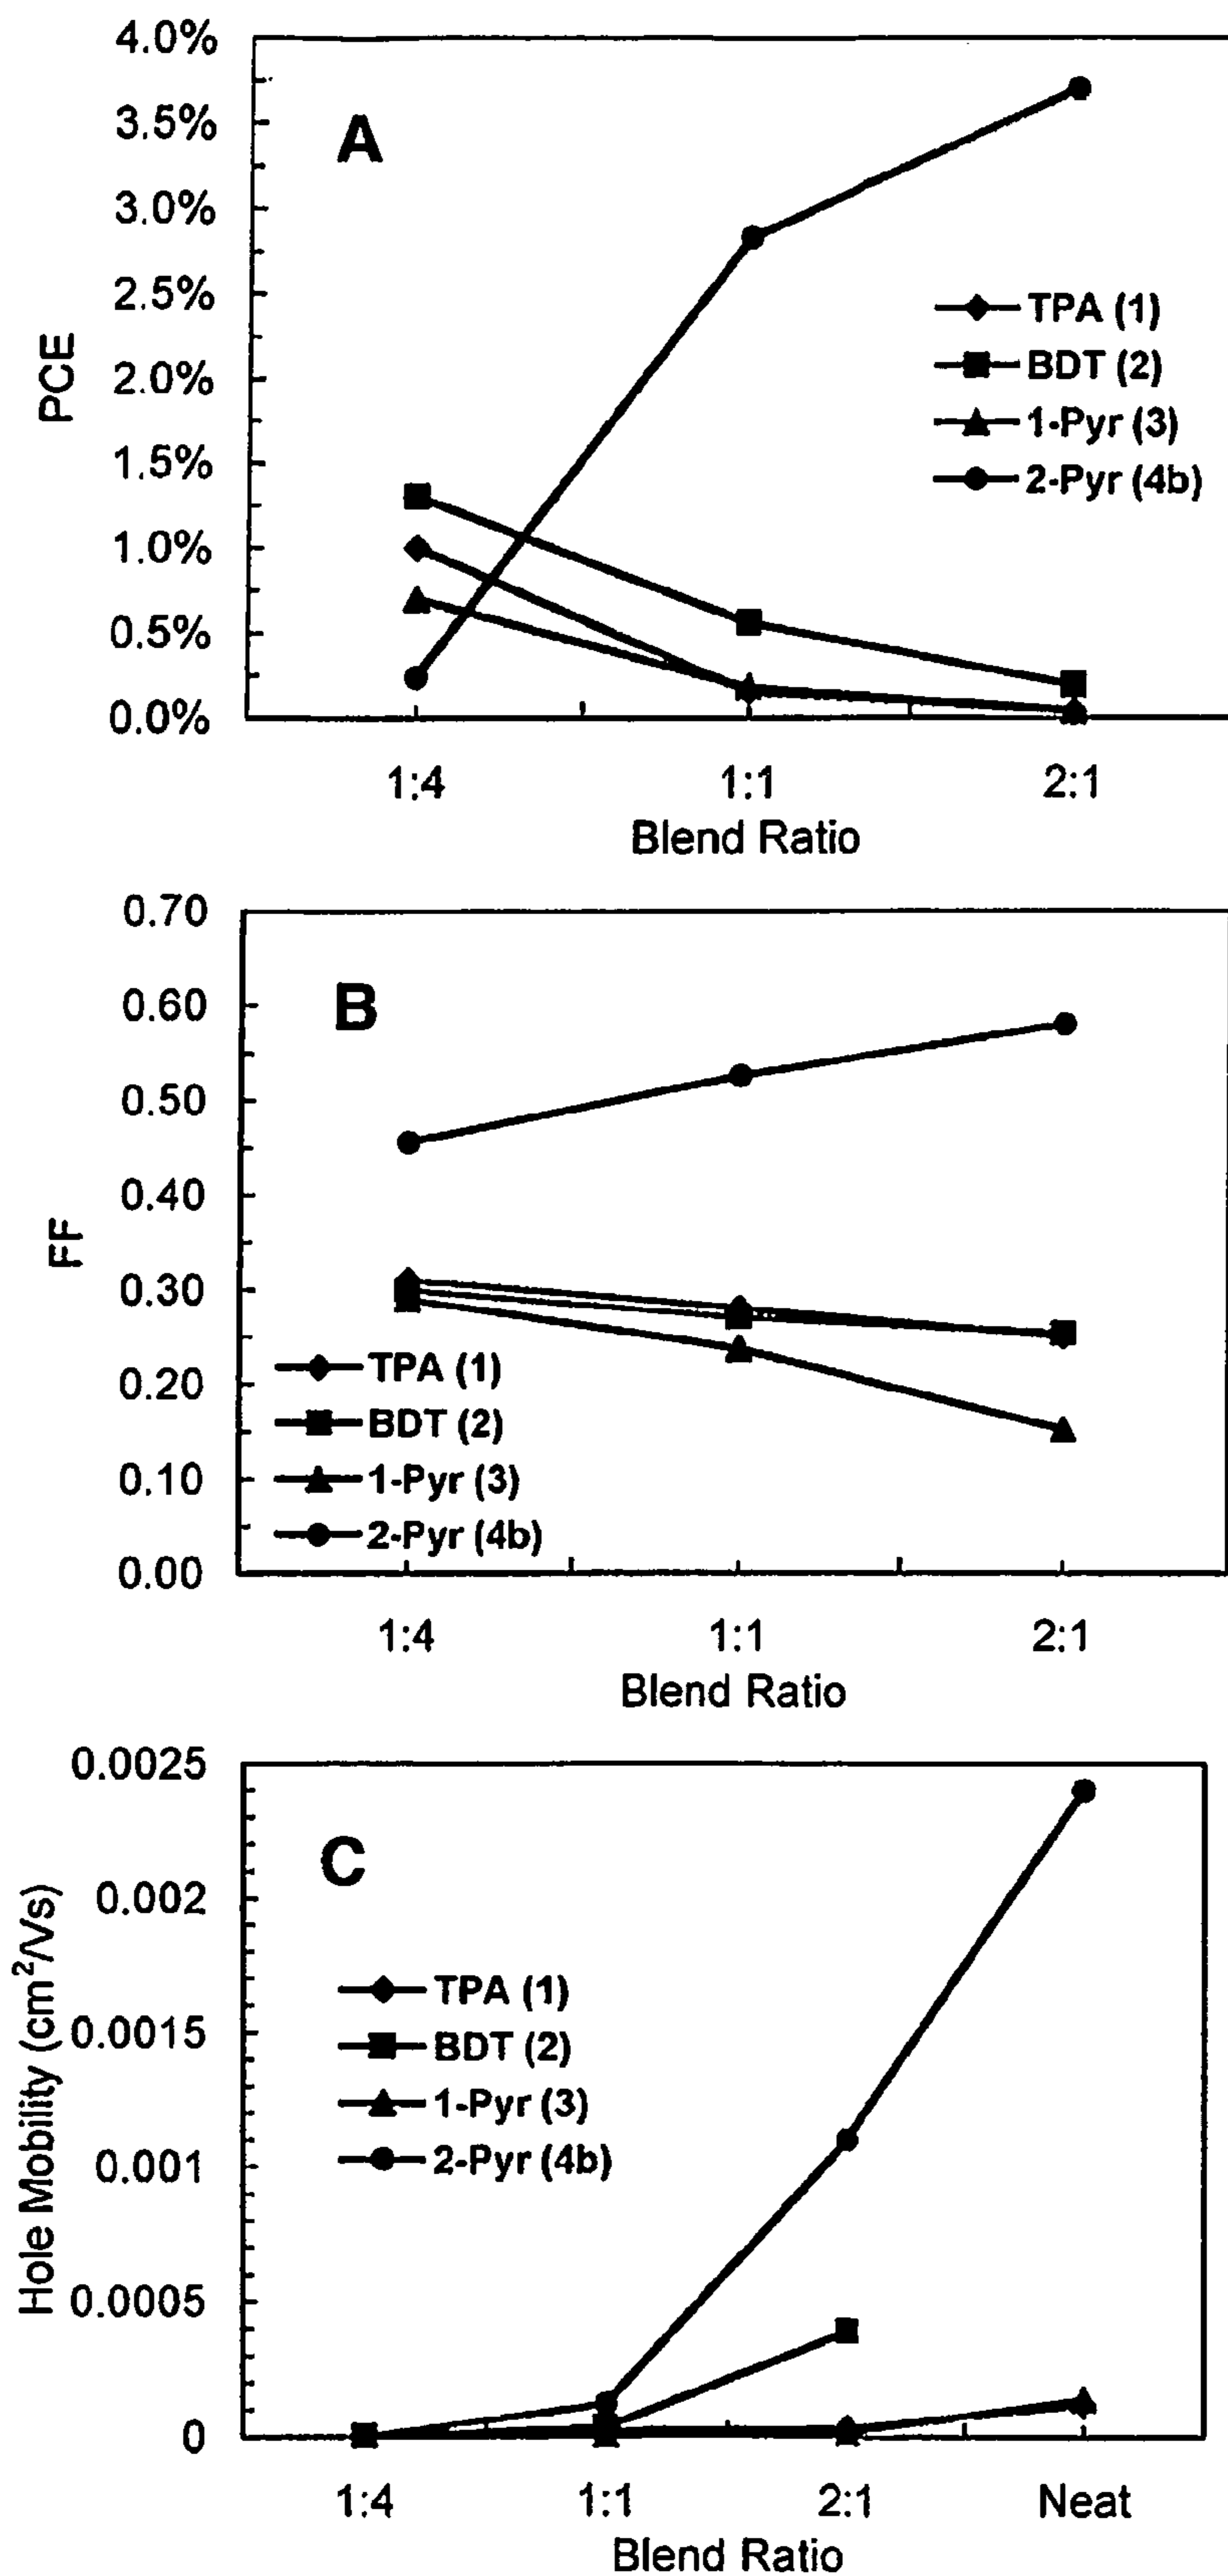 4.0%
3.5%
3.0%
2.5%
2.0%
1.5%
1.0%
0.5%
0.0%
PCE
A
TPA (1)
BDT (2)
1-Pyr (3)
2-Pyr (4b)
1:4 1:1 2:1
Blend Ratio
0.70
0.60
0.50
0.40
0.30
0.20
0.10
0.00
FF
B
TPA (1)
BDT (2)
1-Pyr (3)
2-Pyr (4b)
1:4 1:1 2:1
Blend Ratio
0.0025
0.002
0.0015
0.001
0.0005
0
Hole Mobility (cm²/Vs)
C
TPA (1)
BDT (2)
1-Pyr (3)
2-Pyr (4b)
1:4 1:1 2:1 Neat
Blend Ratio